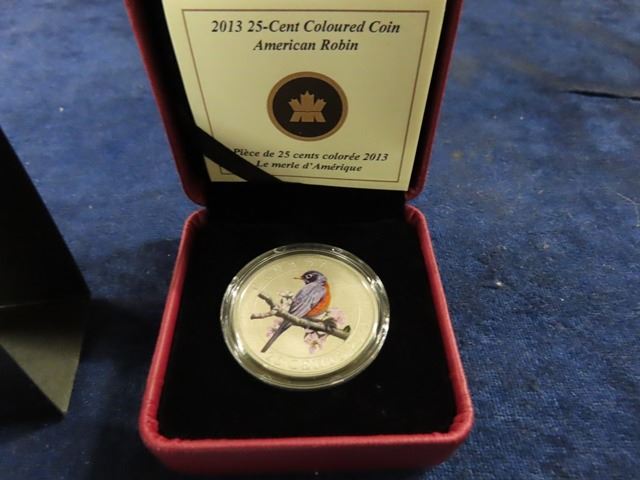 2013 25-Cent Coloured Coin
American Robin
Pièce de 25 cents colorée 2013
Le merle d'Amérique